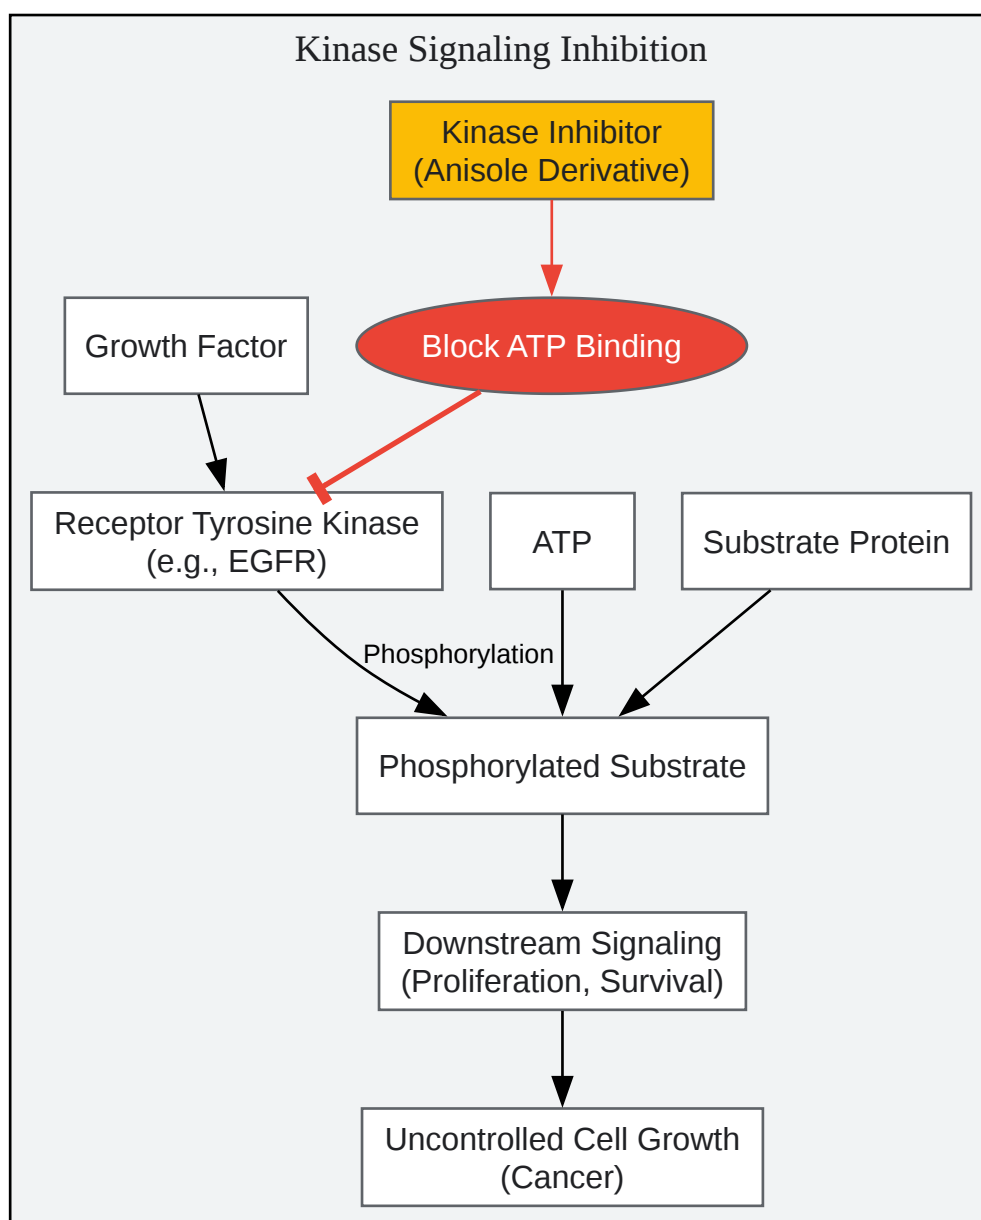 Kinase Signaling Inhibition
Kinase Inhibitor
(Anisole Derivative)
Growth Factor
Block ATP Binding
Receptor Tyrosine Kinase
(e.g., EGFR)
ATP
Substrate Protein
Phosphorylation
Phosphorylated Substrate
Downstream Signaling
(Proliferation, Survival)
Uncontrolled Cell Growth
(Cancer)